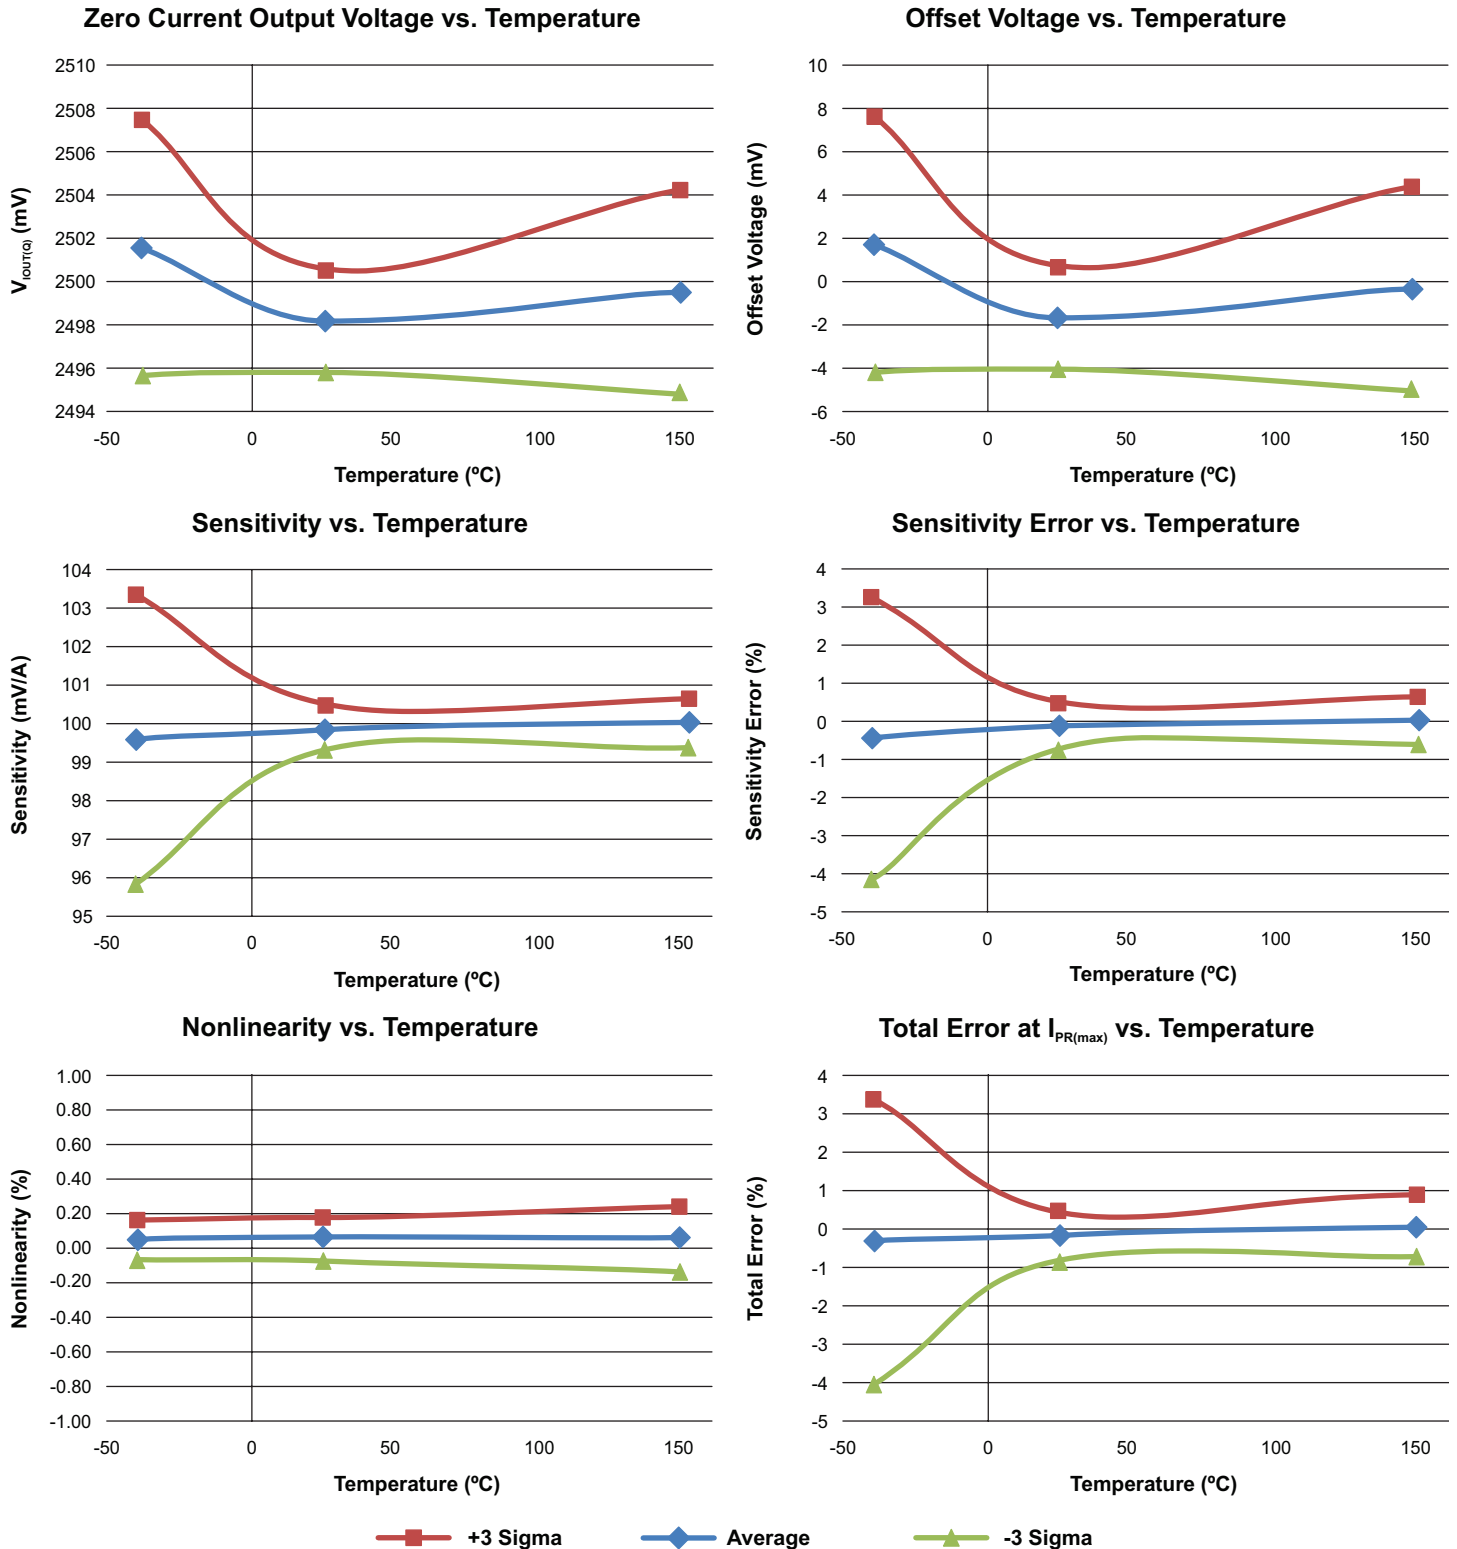 Zero Current Output Voltage vs. Temperature
2510
2508
2506
2504
2502
2500
2498
2496
2494
VIOUT(Q) (mV)
-50 0 50 100 150
Temperature (ºC)
Offset Voltage vs. Temperature
10
8
6
4
2
0
-2
-4
-6
Offset Voltage (mV)
-50 0 50 100 150
Temperature (ºC)
Sensitivity vs. Temperature
104
103
102
101
100
99
98
97
96
95
Sensitivity (mV/A)
-50 0 50 100 150
Temperature (ºC)
Sensitivity Error vs. Temperature
4
3
2
1
0
-1
-2
-3
-4
-5
Sensitivity Error (%)
-50 0 50 100 150
Temperature (ºC)
Nonlinearity vs. Temperature
1.00
0.80
0.60
0.40
0.20
0.00
-0.20
-0.40
-0.60
-0.80
-1.00
Nonlinearity (%)
-50 0 50 100 150
Temperature (ºC)
Total Error at IPR(max) vs. Temperature
4
3
2
1
0
-1
-2
-3
-4
-5
Total Error (%)
-50 0 50 100 150
Temperature (ºC)
+3 Sigma Average -3 Sigma